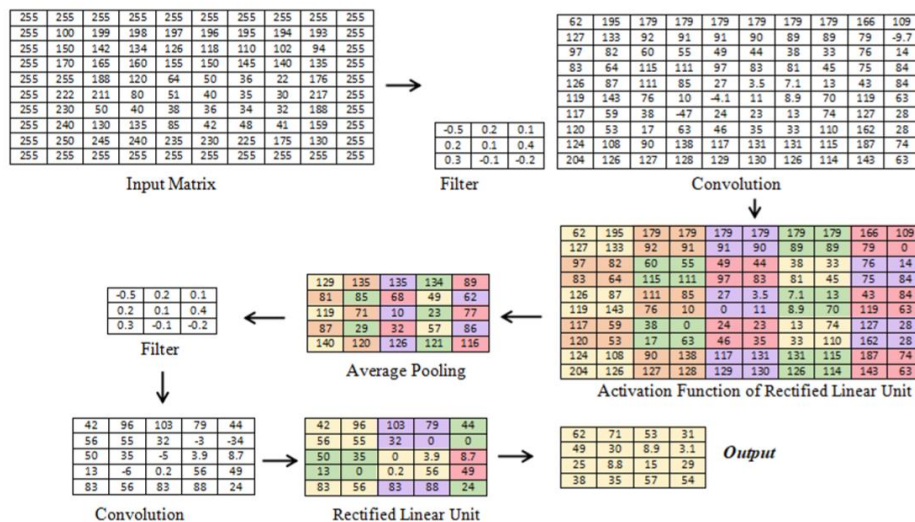 255 255 255 255 255 255 255 255 255 255
255 100 199 198 197 196 195 194 193 255
255 150 142 134 126 118 110 102 94 255
255 170 165 160 155 150 145 140 135 255
255 255 188 120 64 50 36 22 176 255
255 222 211 80 51 40 35 30 217 255
255 230 50 40 38 36 34 32 188 255
255 240 130 135 85 42 48 41 159 255
255 250 245 240 235 230 225 175 130 255
255 255 255 255 255 255 255 255 255 255
Input Matrix
-0.5 0.2 0.1
0.2 0.1 0.4
0.3 -0.1 -0.2
Filter
62 195 179 179 179 179 179 179 166 109
127 133 92 91 91 90 89 89 79 -9.7
97 82 60 55 49 44 38 33 76 14
83 64 115 111 97 83 81 45 75 84
126 87 111 85 27 3.5 7.1 13 43 84
119 143 76 10 -4.1 11 8.9 70 119 63
117 59 38 -47 24 23 13 74 127 28
120 53 17 63 46 35 33 110 162 28
124 108 90 138 117 131 131 115 187 74
204 126 127 128 129 130 126 114 143 63
Convolution
62 195 179 179 179 179 179 179 166 109
127 133 92 91 91 90 89 89 79 0
97 82 60 55 49 44 38 33 76 14
83 64 115 111 97 83 81 45 75 84
126 87 111 85 27 3.5 7.1 13 43 84
119 143 76 10 0 11 8.9 70 119 63
117 59 38 0 24 23 13 74 127 28
120 53 17 63 46 35 33 110 162 28
124 108 90 138 117 131 131 115 187 74
204 126 127 128 129 130 126 114 143 63
Activation Function of Rectified Linear Unit
129 135 135 134 89
81 85 68 49 62
119 71 10 23 77
87 29 32 57 86
140 120 126 121 116
Average Pooling
-0.5 0.2 0.1
0.2 0.1 0.4
0.3 -0.1 -0.2
Filter
42 96 103 79 44
56 55 32 -3 -34
50 35 -5 3.9 8.7
13 -6 0.2 56 49
83 56 83 88 24
Convolution
42 96 103 79 44
56 55 32 0 0
50 35 0 3.9 8.7
13 0 0.2 56 49
83 56 83 88 24
Rectified Linear Unit
62 71 53 31
49 30 8.9 3.1
25 8.8 15 29
38 35 57 54
Output